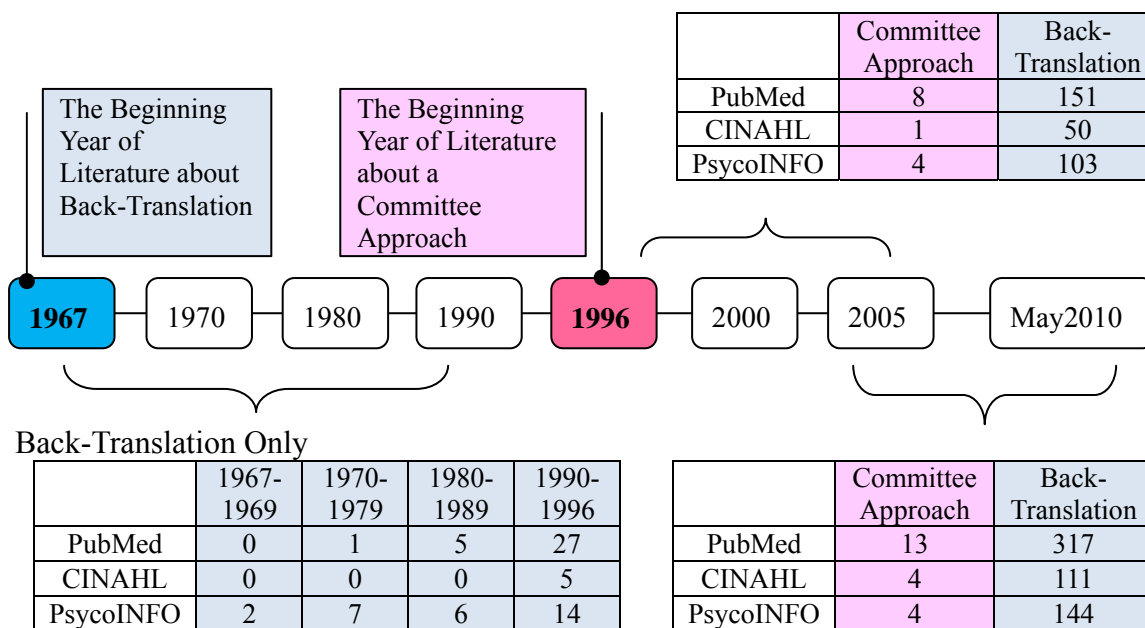 Committee Back-
Approach Translation
PubMed 8 151
CINAHL 1 50
PsycoINFO 4 103
The Beginning
Year of
Literature about
Back-Translation
The Beginning
Year of Literature
about a
Committee
Approach
1967 1970 1980 1990 1996 2000 2005 May2010
Back-Translation Only
1967- 1970- 1980- 1990-
1969 1979 1989 1996
PubMed 0 1 5 27
CINAHL 0 0 0 5
PsycoINFO 2 7 6 14
Committee Back-
Approach Translation
PubMed 13 317
CINAHL 4 111
PsycoINFO 4 144